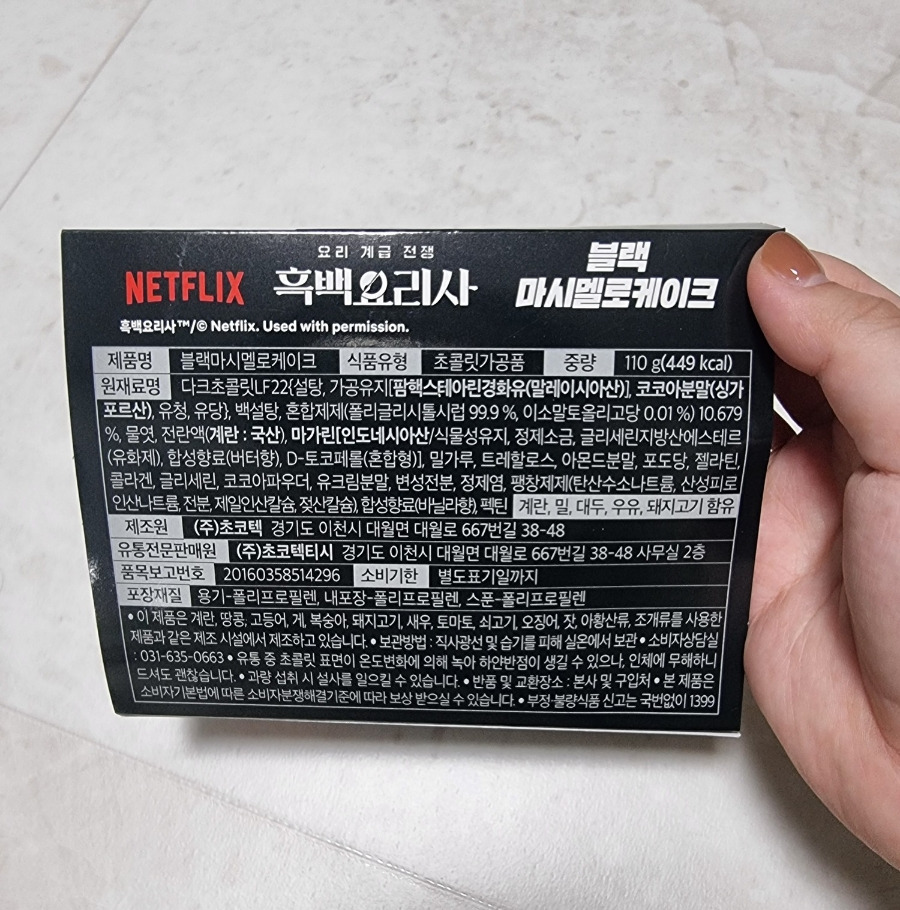 요리 계급 전쟁
NETFLIX 흑백요리사
블랙
마시멜로케이크
흑백요리사™/© Netflix. Used with permission.
제품명 블랙마시멜로케이크 식품유형 초콜릿가공품 중량 110 g(449 kcal)
원재료명 다크초콜릿LF22{설탕, 가공유지[팜핵스테아린경화유(말레이시아산)], 코코아분말(싱가
포르산), 유청, 유당}, 백설탕, 혼합제제(폴리글리시톨시럽 99.9 %, 이소말토올리고당 0.01 %) 10.679
%, 물엿, 전란액(계란 : 국산), 마가린[인도네시아산/식물성유지, 정제소금, 글리세린지방산에스테르
(유화제), 합성향료(버터향), D-토코페롤(혼합형)], 밀가루, 트레할로스, 아몬드분말, 포도당, 젤라틴,
콜라겐, 글리세린, 코코아파우더, 유크림분말, 변성전분, 정제염, 팽창제제(탄산수소나트륨, 산성피로
인산나트륨, 전분, 제일인산칼슘, 젖산칼슘), 합성향료(바닐라향), 펙틴 계란, 밀, 대두, 우유, 돼지고기 함유
제조원 (주)초코텍 경기도 이천시 대월면 대월로 667번길 38-48
유통전문판매원 (주)초코텍티시 경기도 이천시 대월면 대월로 667번길 38-48 사무실 2층
품목보고번호 20160358514296 소비기한 별도표기일까지
포장재질 용기-폴리프로필렌, 내포장-폴리프로필렌, 스푼-폴리프로필렌
• 이 제품은 계란, 땅콩, 고등어, 게, 복숭아, 돼지고기, 새우, 토마토, 쇠고기, 오징어, 잣, 아황산류, 조개류를 사용한
제품과 같은 제조 시설에서 제조하고 있습니다. • 보관방법 : 직사광선 및 습기를 피해 실온에서 보관 • 소비자상담실
: 031-635-0663 • 유통 중 초콜릿 표면이 온도변화에 의해 녹아 하얀반점이 생길 수 있으나, 인체에 무해하니
드셔도 괜찮습니다. • 과량 섭취 시 설사를 일으킬 수 있습니다. • 반품 및 교환장소 : 본사 및 구입처 • 본 제품은
소비자기본법에 따른 소비자분쟁해결기준에 따라 보상 받으실 수 있습니다. • 부정·불량식품 신고는 국번없이 1399